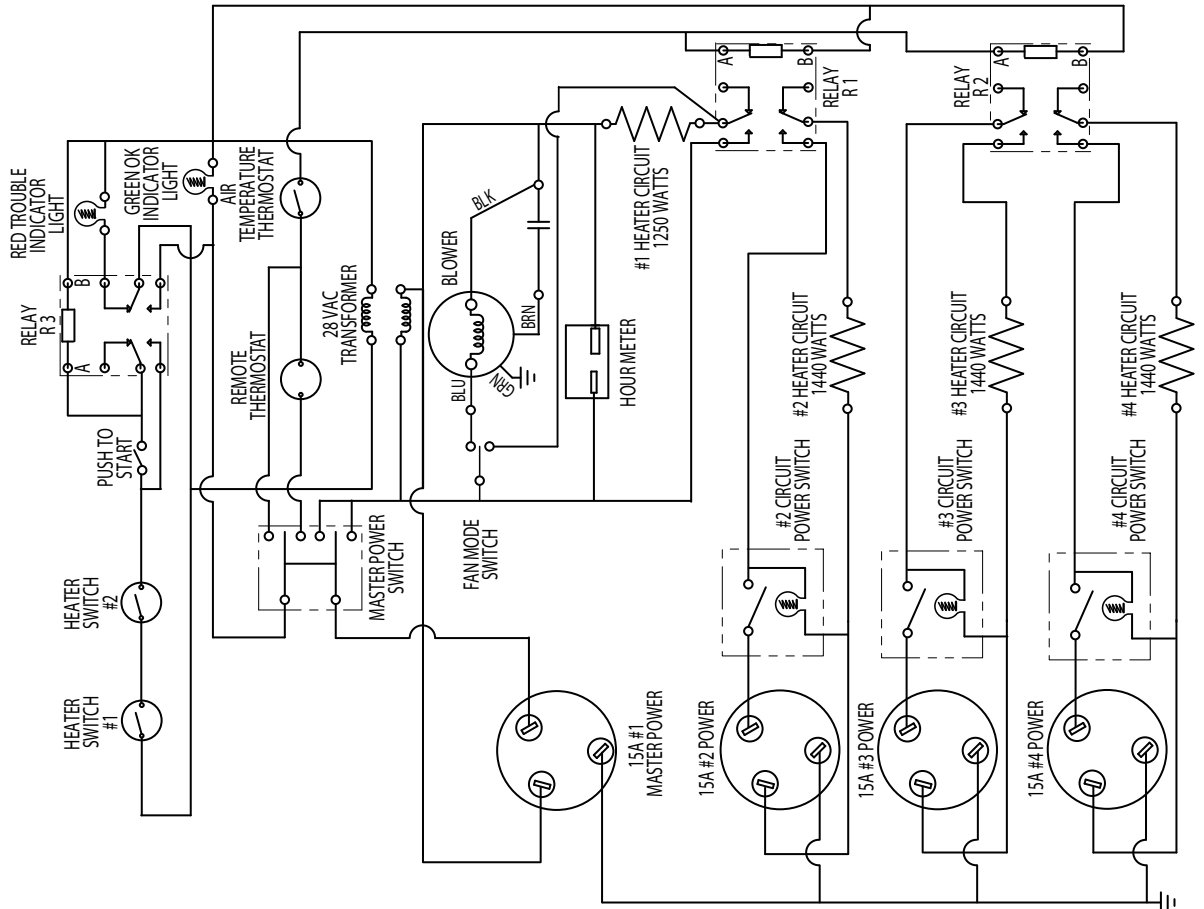 RED TROUBLE
INDICATOR
LIGHT
GREEN OK
INDICATOR
LIGHT
AIR
TEMPERATURE
THERMOSTAT
RELAY
R 3
A
B
PUSH TO
START
HEATER
SWITCH
#2
HEATER
SWITCH
#1
REMOTE
THERMOSTAT
28 VAC
TRANSFORMER
MASTER POWER
SWITCH
FAN MODE
SWITCH
BLOWER
BLK
BRN
BLU
GRN
HOUR METER
#1 HEATER CIRCUIT
1250 WATTS
RELAY
R 1
A
B
RELAY
R 2
A
B
#2 HEATER CIRCUIT
1440 WATTS
#3 HEATER CIRCUIT
1440 WATTS
#4 HEATER CIRCUIT
1440 WATTS
#2 CIRCUIT
POWER SWITCH
#3 CIRCUIT
POWER SWITCH
#4 CIRCUIT
POWER SWITCH
15A #1
MASTER POWER
15A #2 POWER
15A #3 POWER
15A #4 POWER